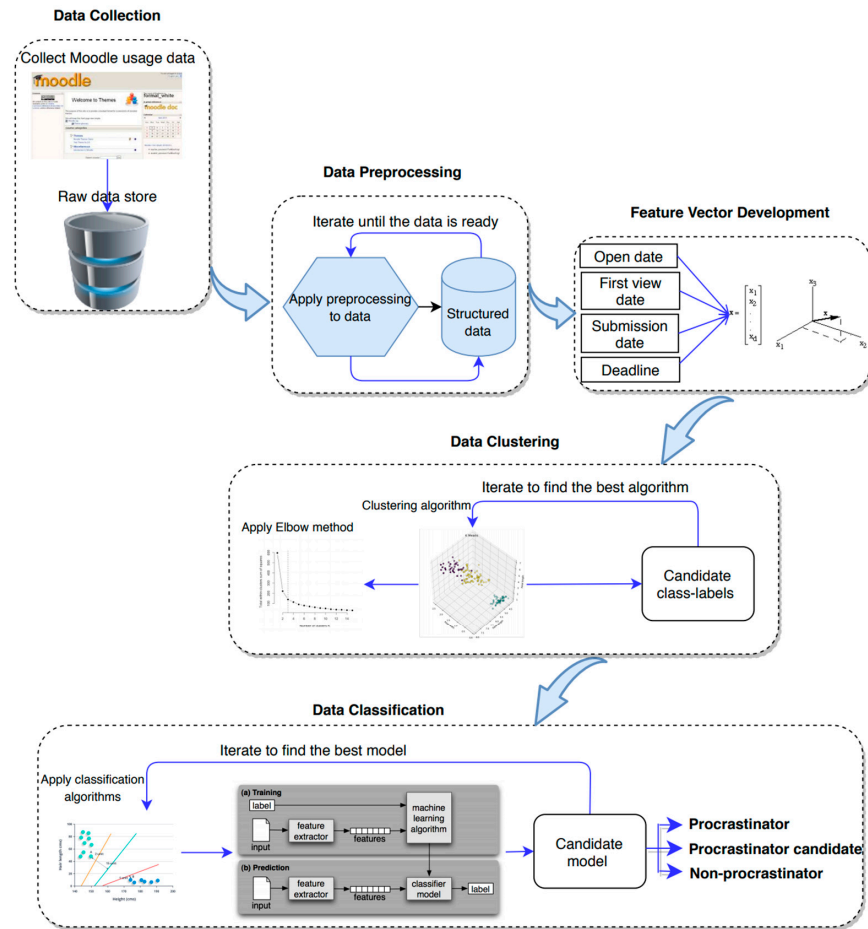 Data Collection
Collect Moodle usage data
moodle
Welcome to Themes
formal_white
moodle doc
Raw data store
Data Preprocessing
Iterate until the data is ready
Apply preprocessing
to data
Structured
data
Feature Vector Development
Open date
First view
date
Submission
date
Deadline
x =
x1
x2
.
.
.
xd
x3
x
x1
x2
Data Clustering
Iterate to find the best algorithm
Clustering algorithm
Apply Elbow method
Candidate
class-labels
Data Classification
Iterate to find the best model
Apply classification
algorithms
Height (cms)
(a) Training
label
input
feature
extractor
features
machine
learning
algorithm
(b) Prediction
input
feature
extractor
features
classifier
model
label
Candidate
model
Procrastinator
Procrastinator candidate
Non-procrastinator